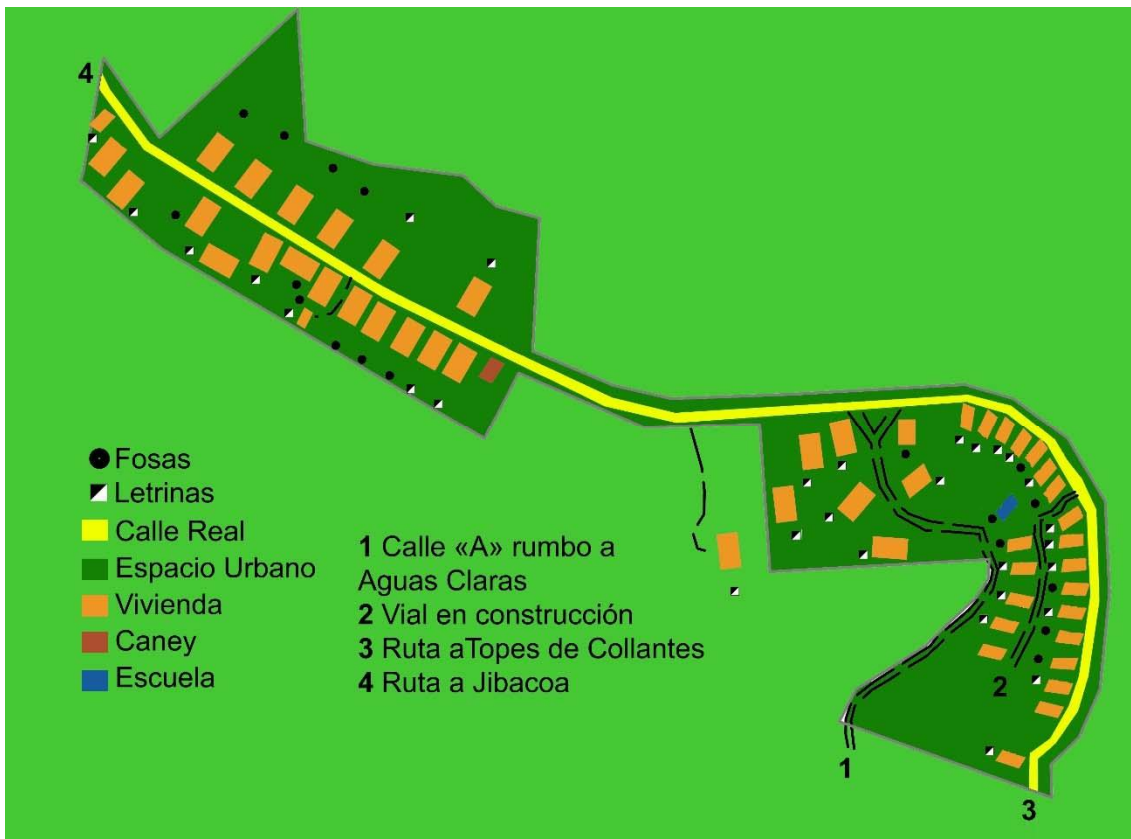 4
Fosas
Letrinas
Calle Real
Espacio Urbano
Vivienda
Caney
Escuela
1 Calle «A» rumbo a
Aguas Claras
2 Vial en construcción
3 Ruta aTopes de Collantes
4 Ruta a Jibacoa
2
1
3